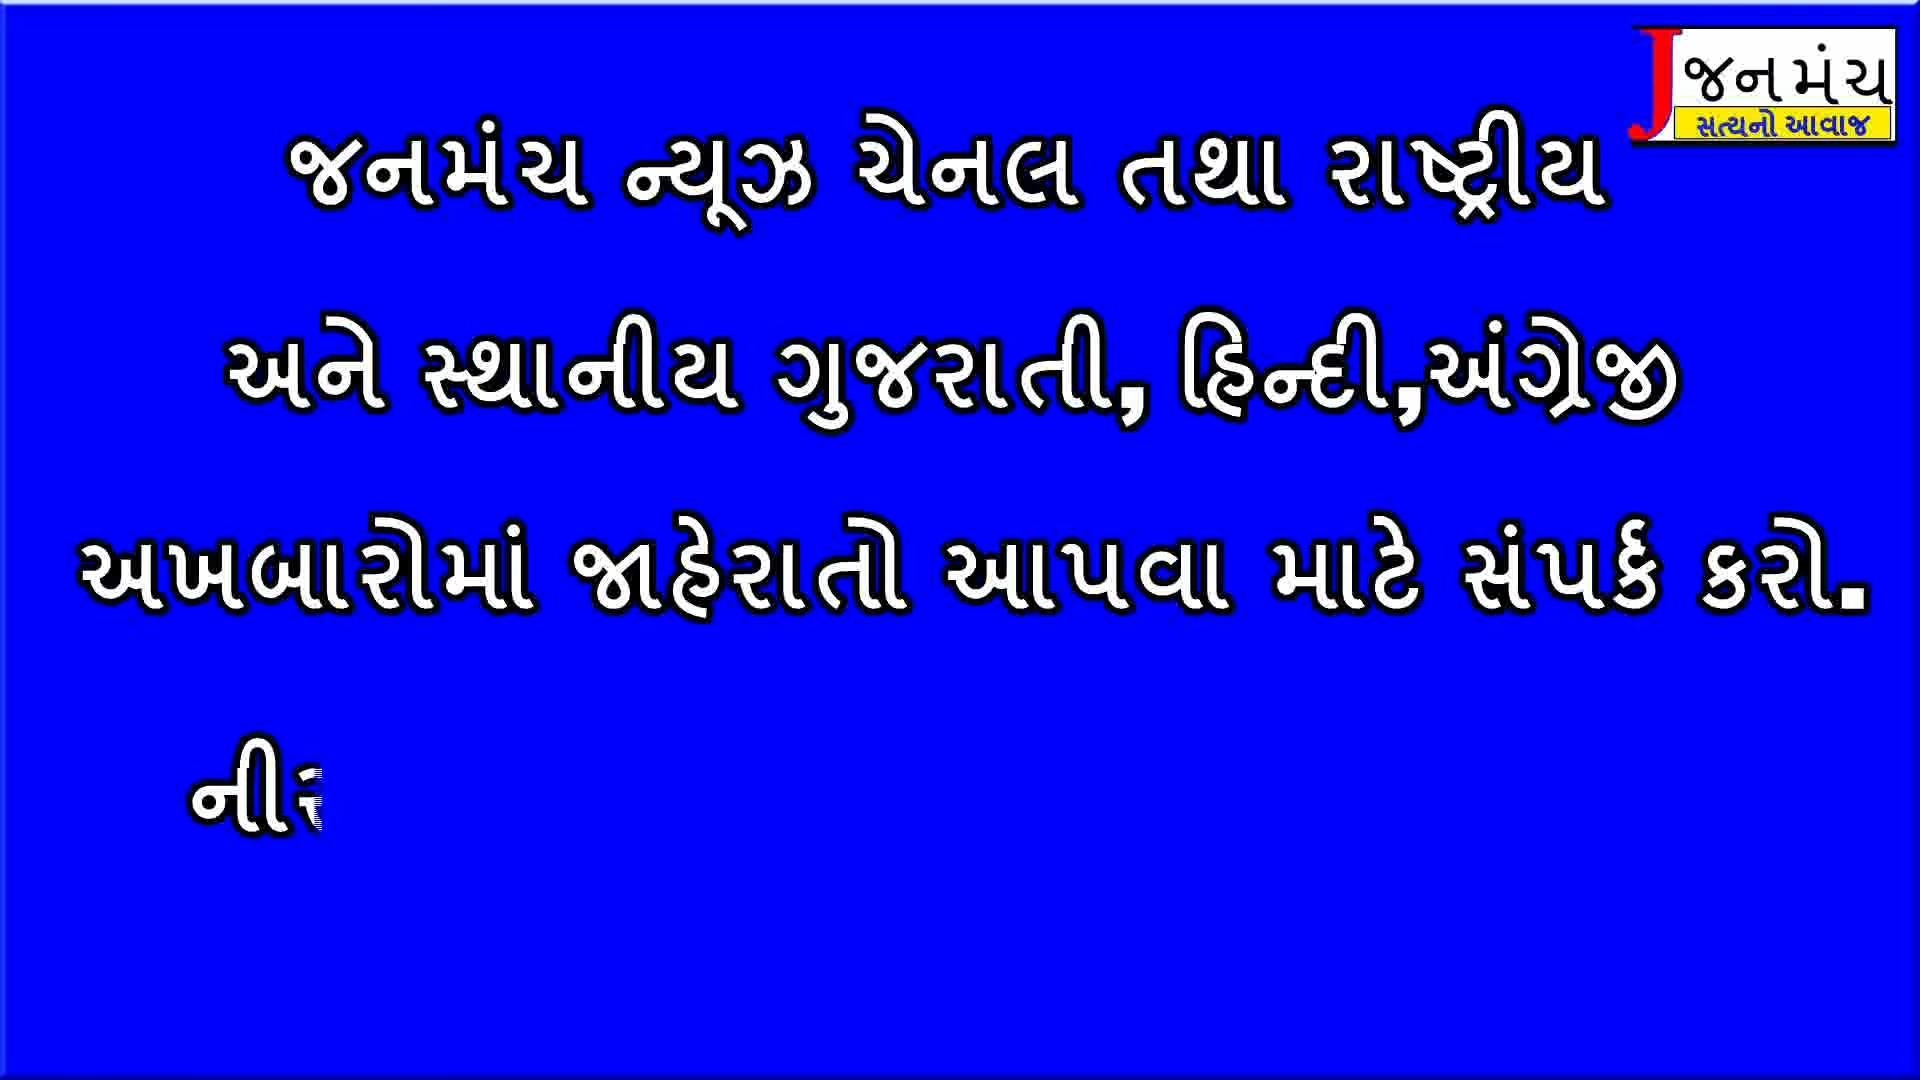 J જનમંચ
સત્યનો આવાજ
જનમંચ ન્યૂઝ ચેનલ તથા રાષ્ટ્રીય
અને સ્થાનીય ગુજરાતી, હિન્દી,અંગ્રેજી
અખબારોમાં જાહેરાતો આપવા માટે સંપર્ક કરો.